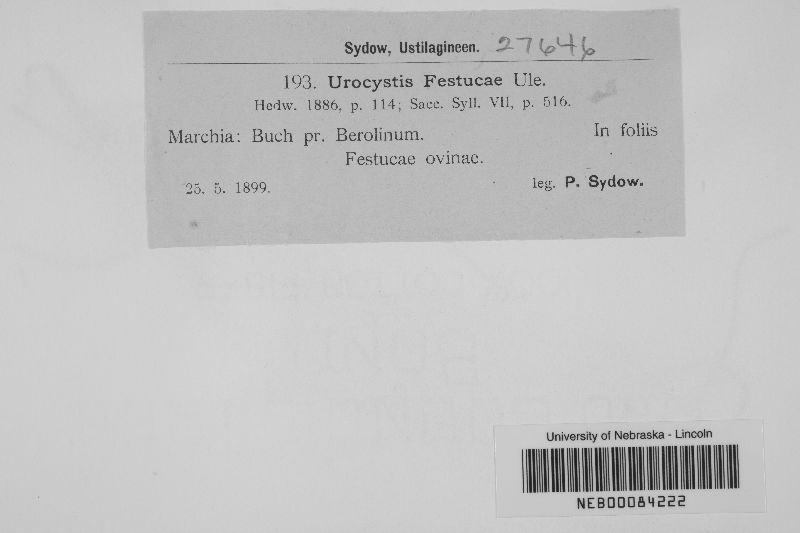 Sydow, Ustilagineen. 27646
193. Urocystis Festucae Ule.
Hedw. 1886, p. 114; Sacc. Syll. VII, p. 516.
Marchia: Buch pr. Berolinum. In foliis
Festucae ovinae.
25. 5. 1899. leg. P. Sydow.
University of Nebraska - Lincoln
NEB00084222